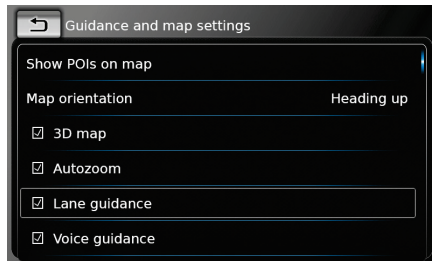 Guidance and map settings
Show POIs on map
Map orientation Heading up
3D map
Autozoom
Lane guidance
Voice guidance